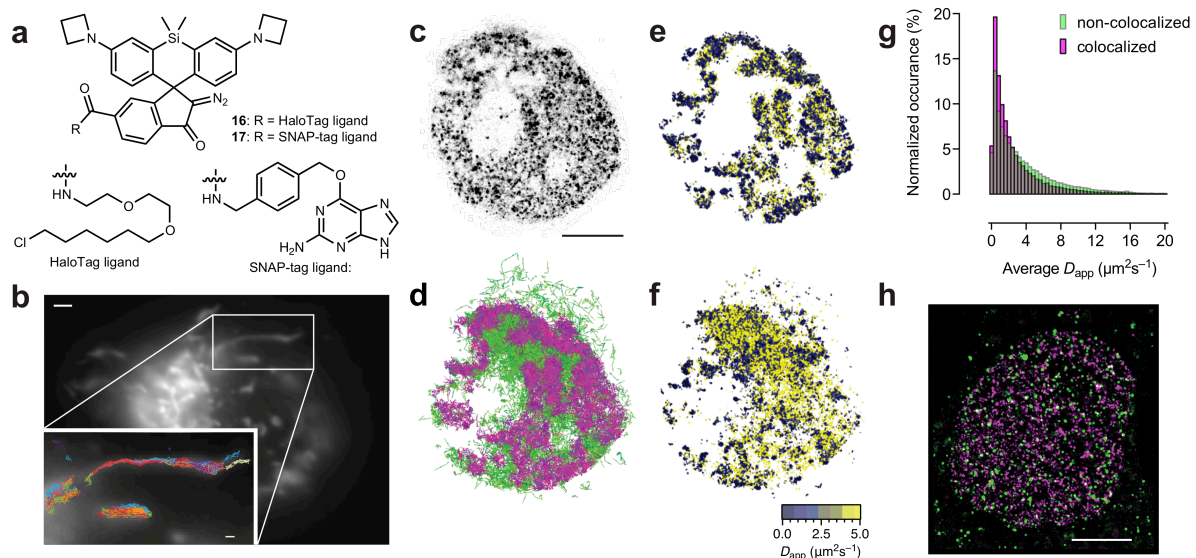 a
Si
N
N
N₂
O
R
O
16: R = HaloTag ligand
17: R = SNAP-tag ligand
HN
O
O
Cl
HaloTag ligand
HN
O
N
N
N
N
H
H₂N
SNAP-tag ligand:
b
c
d
e
f
0.0 2.5 5.0
Dapp (μm²s⁻¹)
g
Normalized occurance (%)
20
15
10
5
0
non-colocalized
colocalized
0 4 8 12 16 20
Average Dapp (μm²s⁻¹)
h